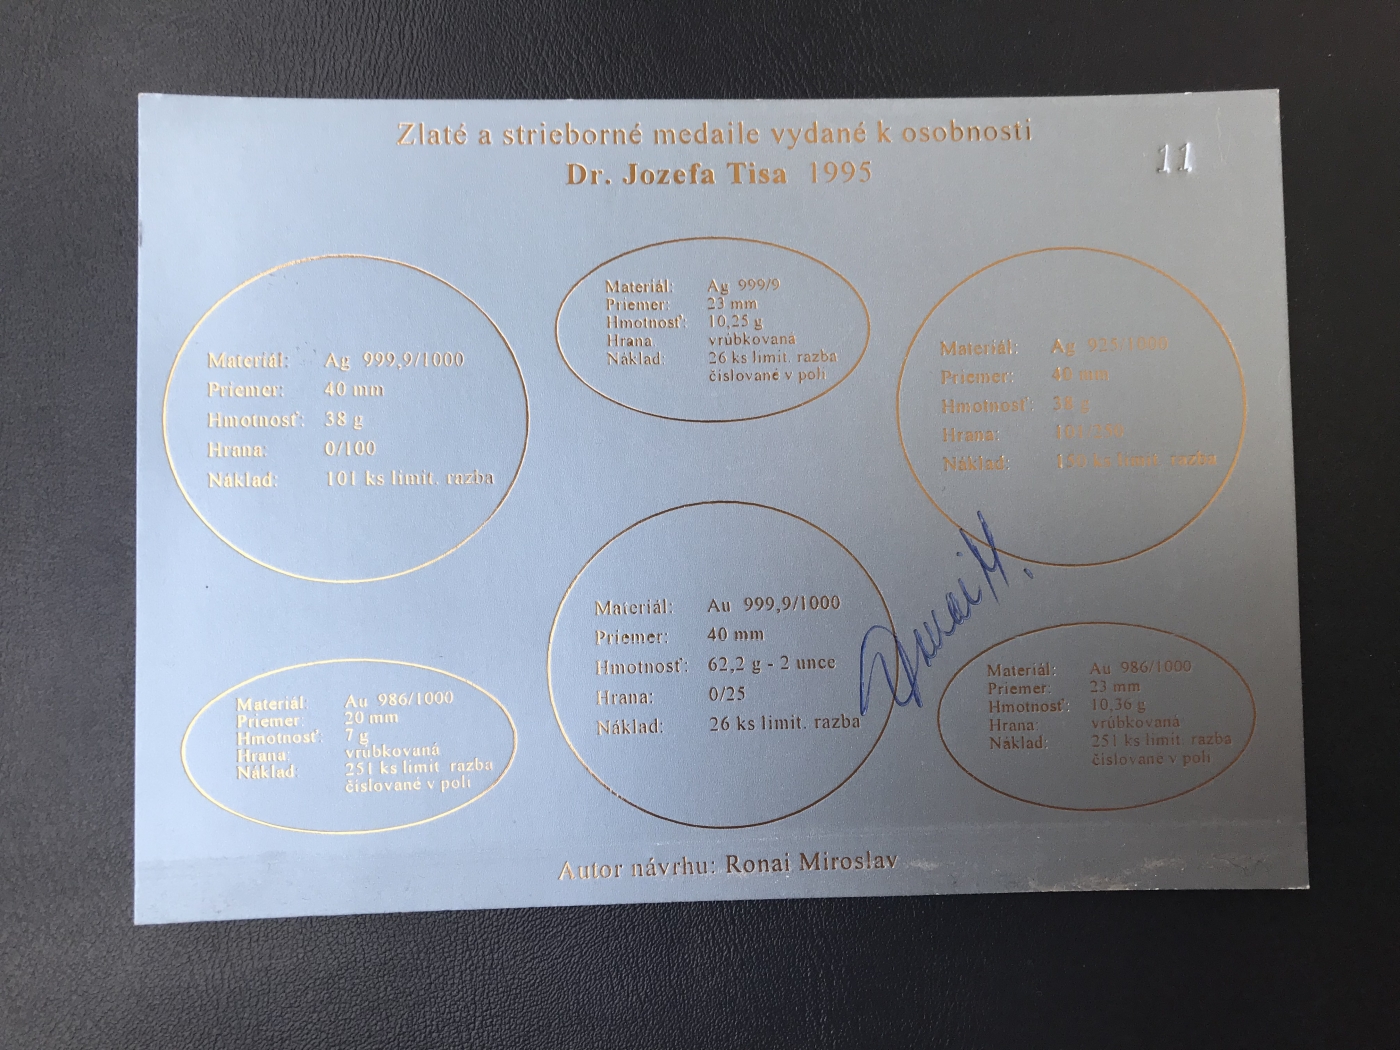 Zlaté a strieborné medaile vydané k osobnosti
Dr. Jozefa Tisa 1995
11
Materiál: Ag 999,9/1000
Priemer: 40 mm
Hmotnosť: 38 g
Hrana: 0/100
Náklad: 101 ks limit. razba
Materiál: Ag 999/9
Priemer: 23 mm
Hmotnosť: 10,25 g
Hrana vrúbkovaná
Náklad: 26 ks limit. razba
číslované v poli
Materiál: Ag 925/1000
Priemer: 40 mm
Hmotnosť: 38 g
Hrana:
Náklad: ks limit. razba
Materiál: Au 986/1000
Priemer: 20 mm
Hmotnosť: 7 g
Hrana: vrúbkovaná
Náklad: 251 ks limit. razba
číslované v poli
Materiál: Au 999,9/1000
Priemer: 40 mm
Hmotnosť: 62,2 g - 2 unce
Hrana: 0/25
Náklad: 26 ks limit. razba
Ronai M.
Materiál: Au 986/1000
Priemer: 23 mm
Hmotnosť: 10,36 g
Hrana: vrúbkovaná
Náklad: 251 ks limit. razba
číslované v poli
Autor návrhu: Ronai Miroslav